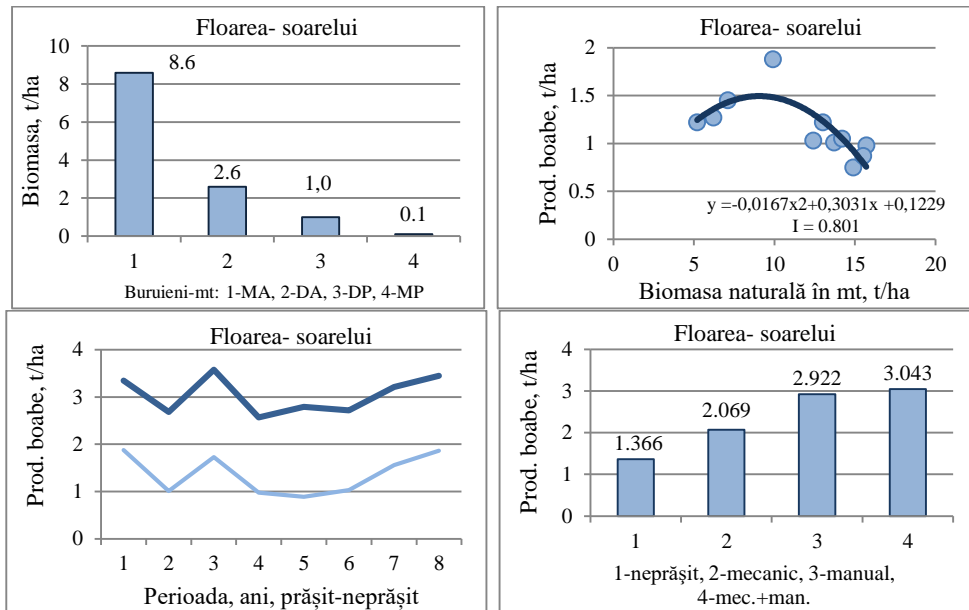 Floarea- soarelui
Biomasa, t/ha
10
8
6
4
2
0
8.6
2.6
1,0
0.1
1 2 3 4
Buruieni-mt: 1-MA, 2-DA, 3-DP, 4-MP
Floarea- soarelui
Prod. boabe, t/ha
2
1.5
1
0.5
0
y =-0,0167x2+0,3031x +0,1229
I = 0.801
0 5 10 15 20
Biomasa naturală în mt, t/ha
Floarea- soarelui
Prod. boabe, t/ha
4
3
2
1
0
1 2 3 4 5 6 7 8
Perioada, ani, prășit-neprășit
Floarea- soarelui
Prod. boabe, t/ha
4
3
2
1
0
1.366
2.069
2.922
3.043
1 2 3 4
1-neprășit, 2-mecanic, 3-manual,
4-mec.+man.